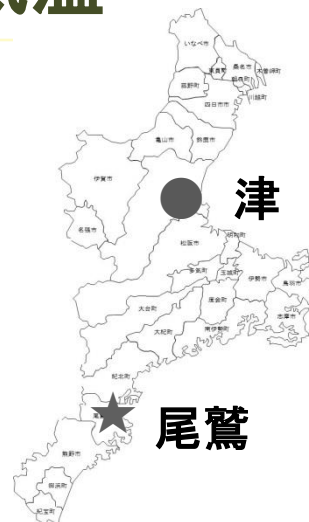 気温
いなべ市
東員町
桑名市
木曽岬町
朝日町
川越町
菰野町
四日市市
亀山市
鈴鹿市
伊賀市
津
名張市
松阪市
明和町
多気町
玉城町
伊勢市
鳥羽市
度会町
志摩市
大台町
大紀町
南伊勢町
紀北町
尾鷲
熊野市
御浜町
紀宝町